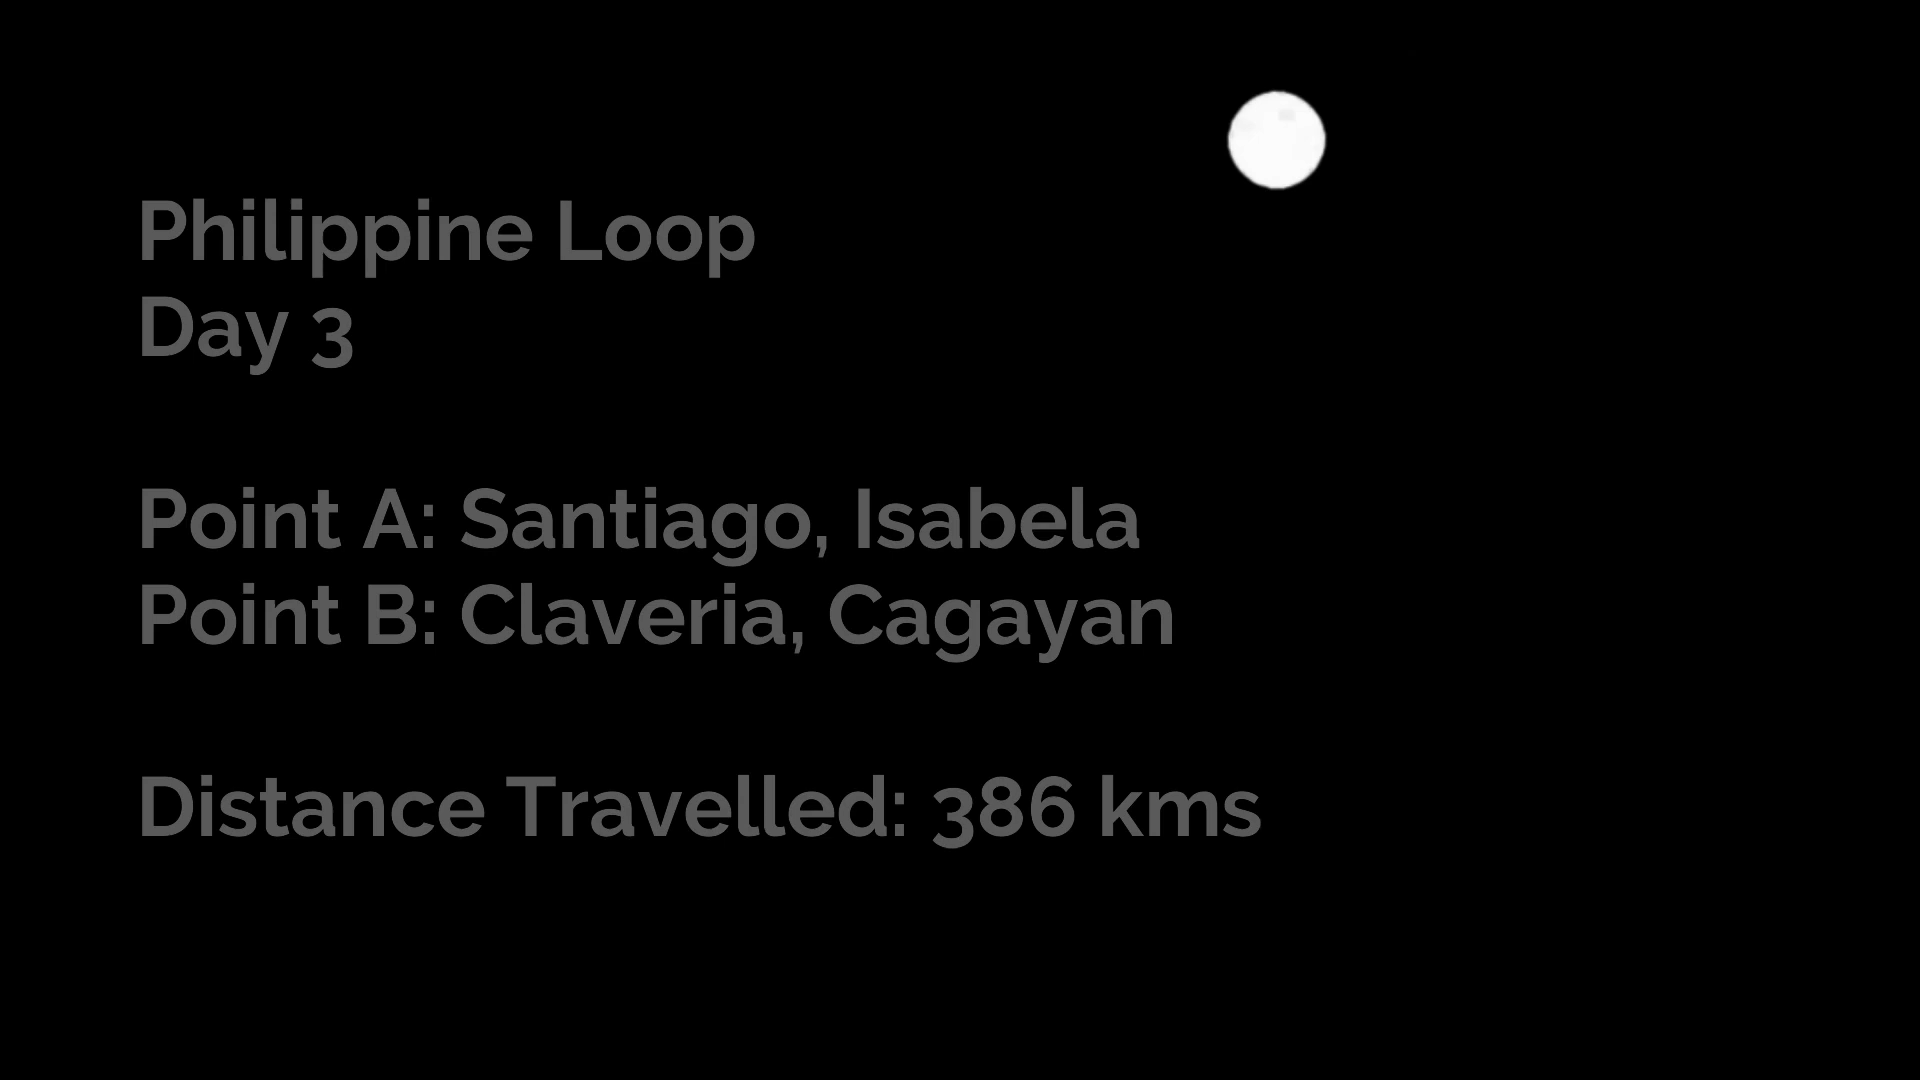 Philippine Loop
Day 3
Point A: Santiago, Isabela
Point B: Claveria, Cagayan
Distance Travelled: 386 kms